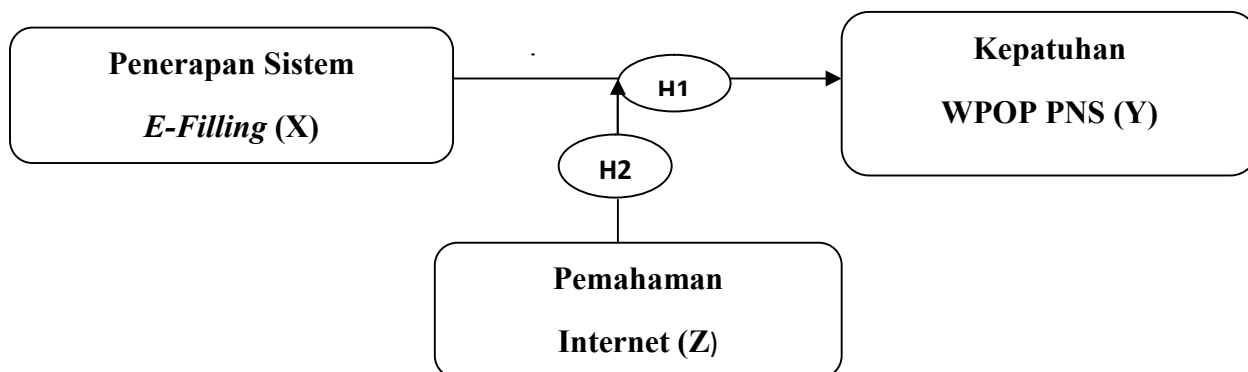 Penerapan Sistem
E-Filling (X)
H1
Kepatuhan
WPOP PNS (Y)
H2
Pemahaman
Internet (Z)